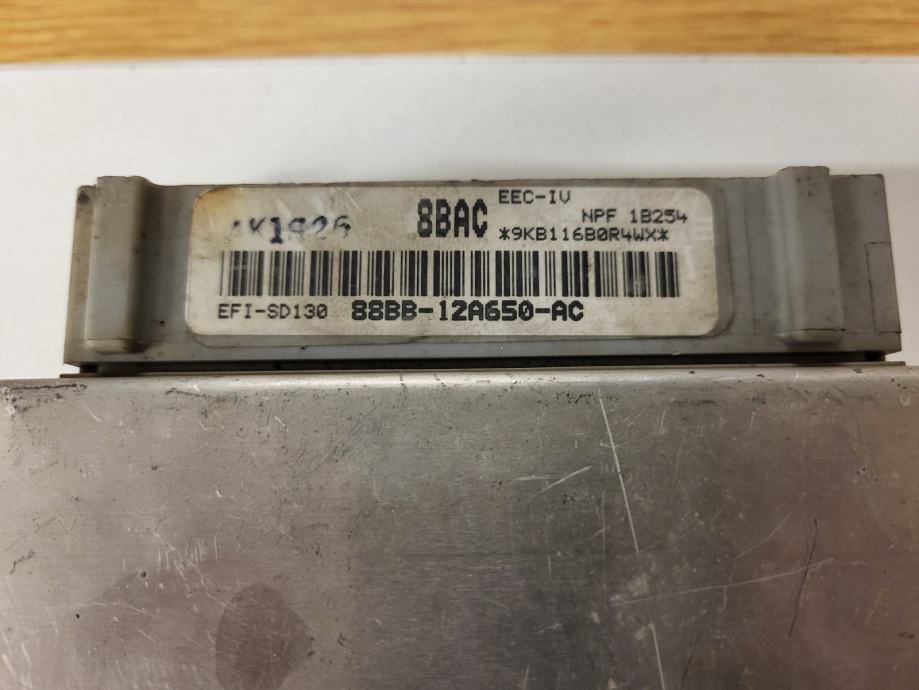 EEC-IV
8BAC
NPF 1B254
*9KB116B0R4WX*
EFI-SD130 88BB-12A650-AC